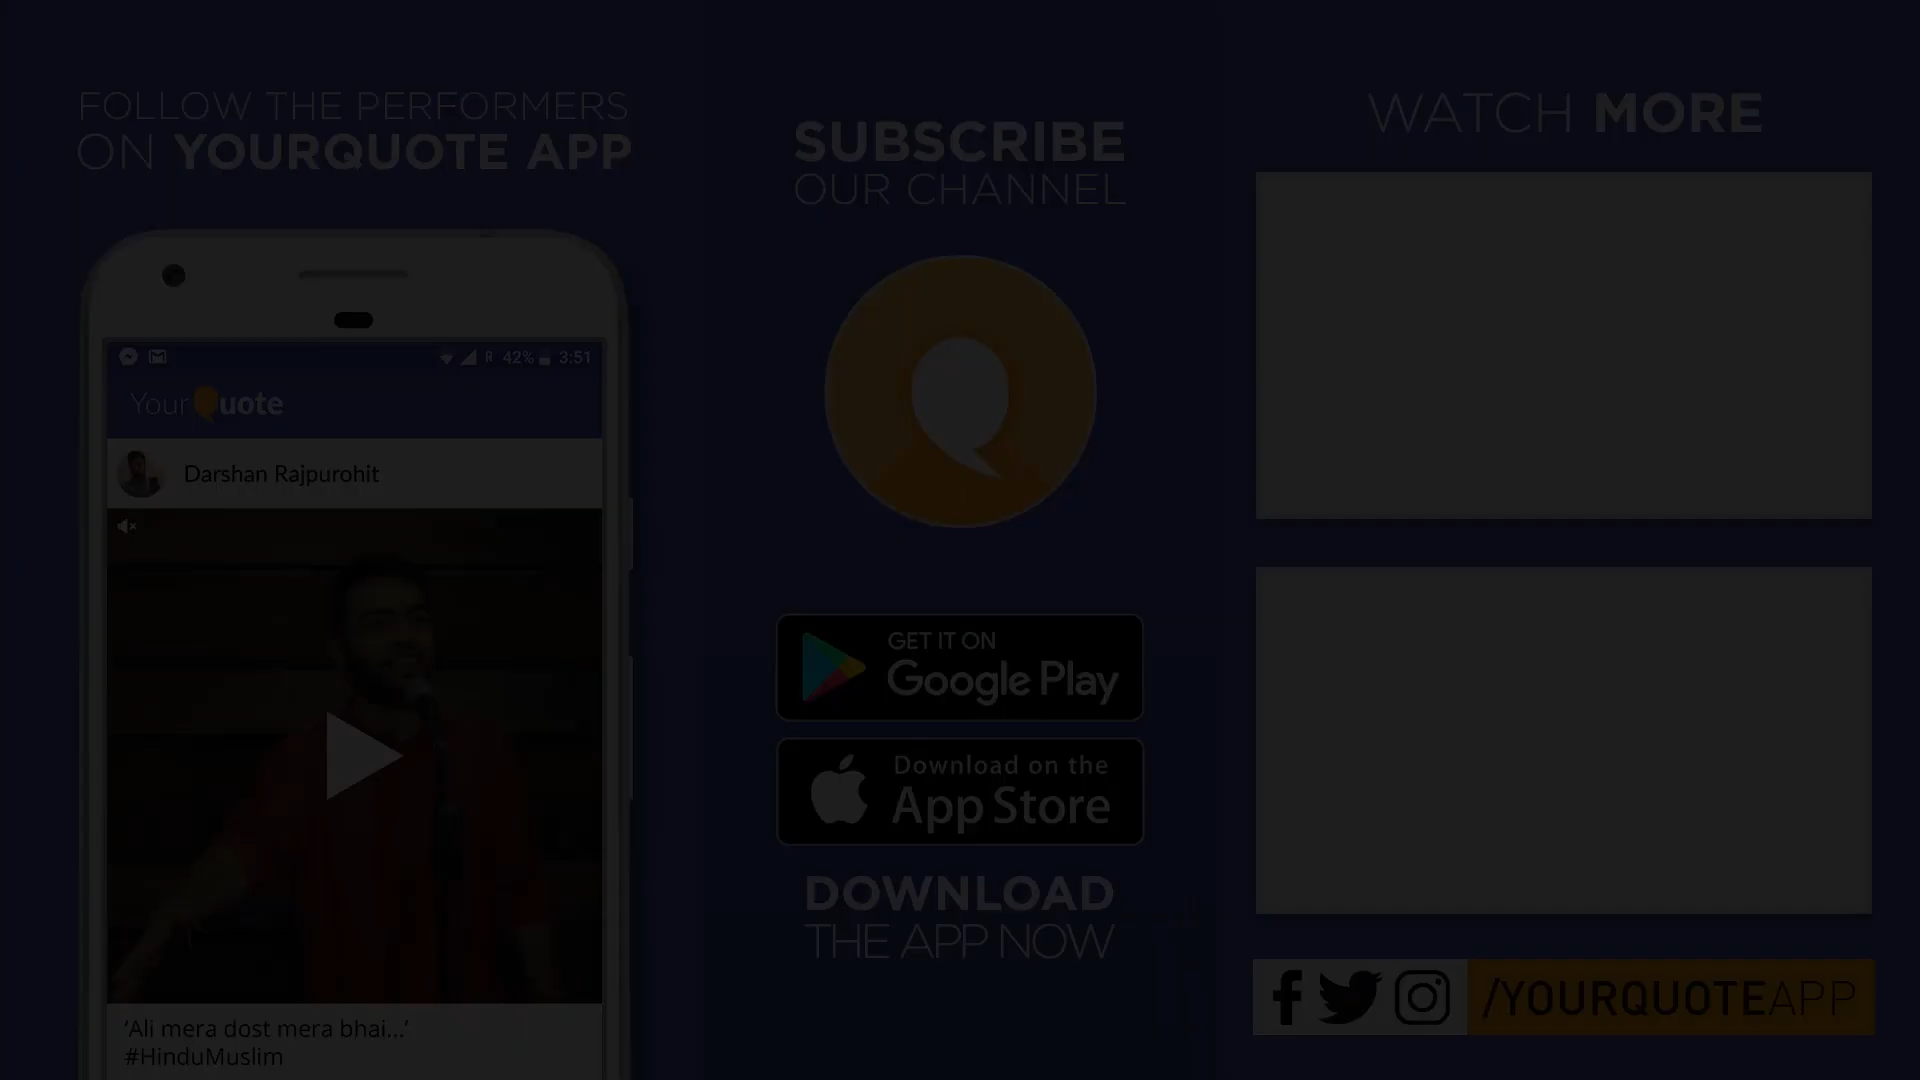 FOLLOW THE PERFORMERS
ON YOURQUOTE APP
R 42% 3:51
YourQuote
Darshan Rajpurohit
‘Ali mera dost mera bhai...’
#HinduMuslim
SUBSCRIBE
OUR CHANNEL
GET IT ON
Google Play
Download on the
App Store
DOWNLOAD
THE APP NOW
WATCH MORE
/YOURQUOTEAPP